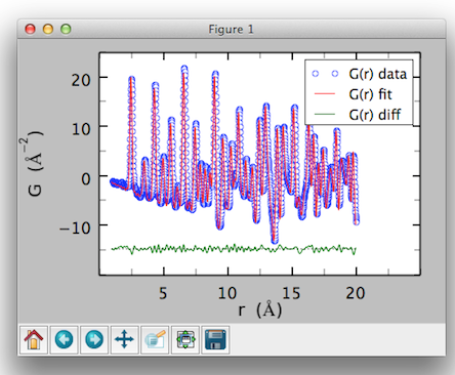 Figure 1
G(r) data
G(r) fit
G(r) diff
20
10
0
−10
G (Å⁻²)
5
10
15
20
r (Å)